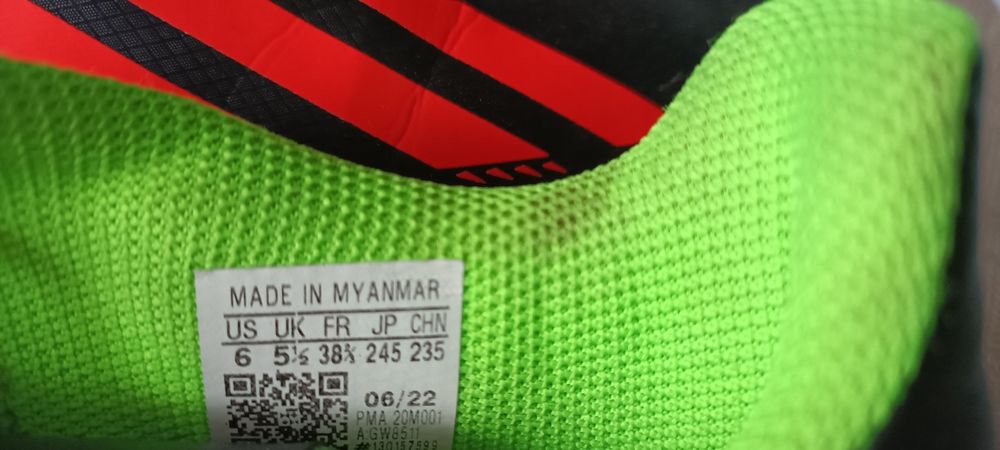 MADE IN MYANMAR
US UK FR JP CHN
6 5½ 38⅔ 245 235
06/22
PMA 20M001
A:GW8511
#130157599